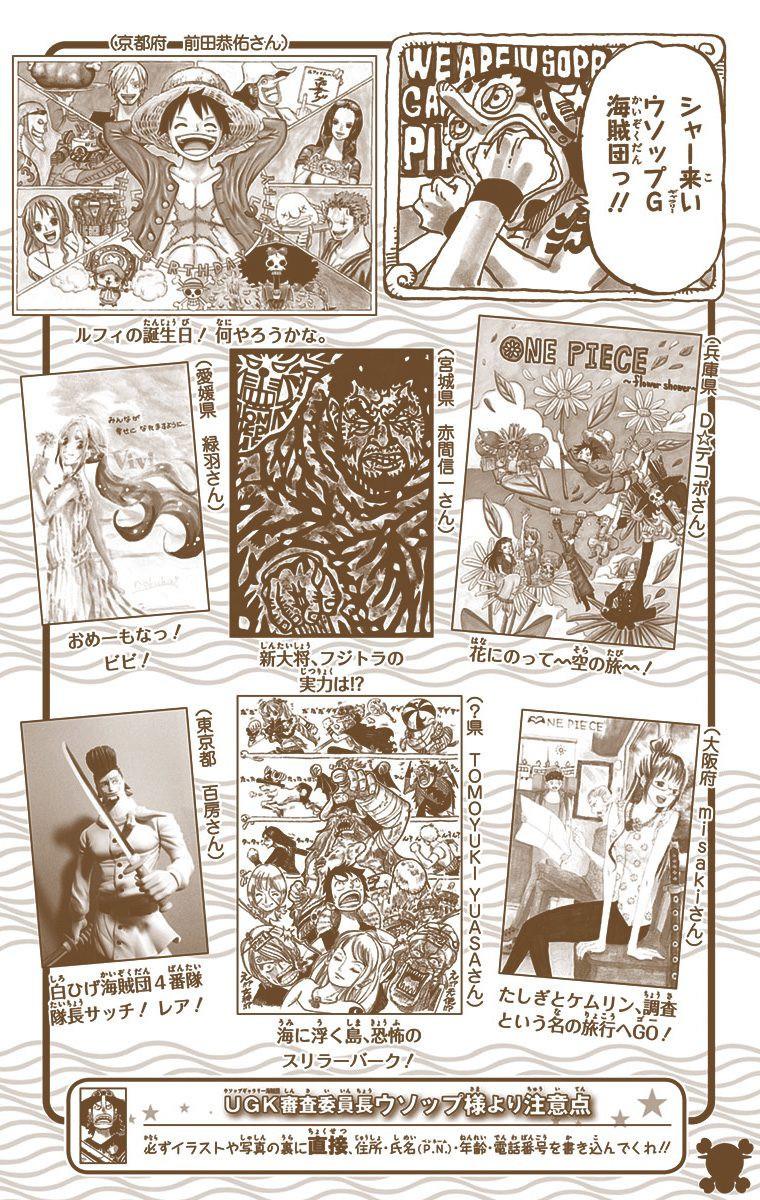 シャー来い
ウソップG
海賊団っ!!
WE ARE USOPP
GA
PI
(京都府 前田恭佑さん)
BIRTHDAY
ルフィの誕生日! 何やろうかな。
(兵庫県 D☆デコポさん)
ONE PIECE
~flower shower~
花にのって〜空の旅〜!
(宮城県 赤間信一さん)
新大将、フジトラの
実力は!?
(愛媛県 緑羽さん)
みんなが
幸せに なれますように…
Vivi
おめーもなっ!
ビビ!
(大阪府 misakiさん)
ONE PIECE
たしぎとケムリン、調査
という名の旅行へGO!
(?県 TOMOYUKI YUASAさん)
海に浮く島、恐怖の
スリラーバーク!
(東京都 百房さん)
白ひげ海賊団4番隊
隊長サッチ! レア!
UGK審査委員長ウソップ様より注意点
必ずイラストや写真の裏に直接、住所・氏名(P.N.)・年齢・電話番号を書き込んでくれ!!